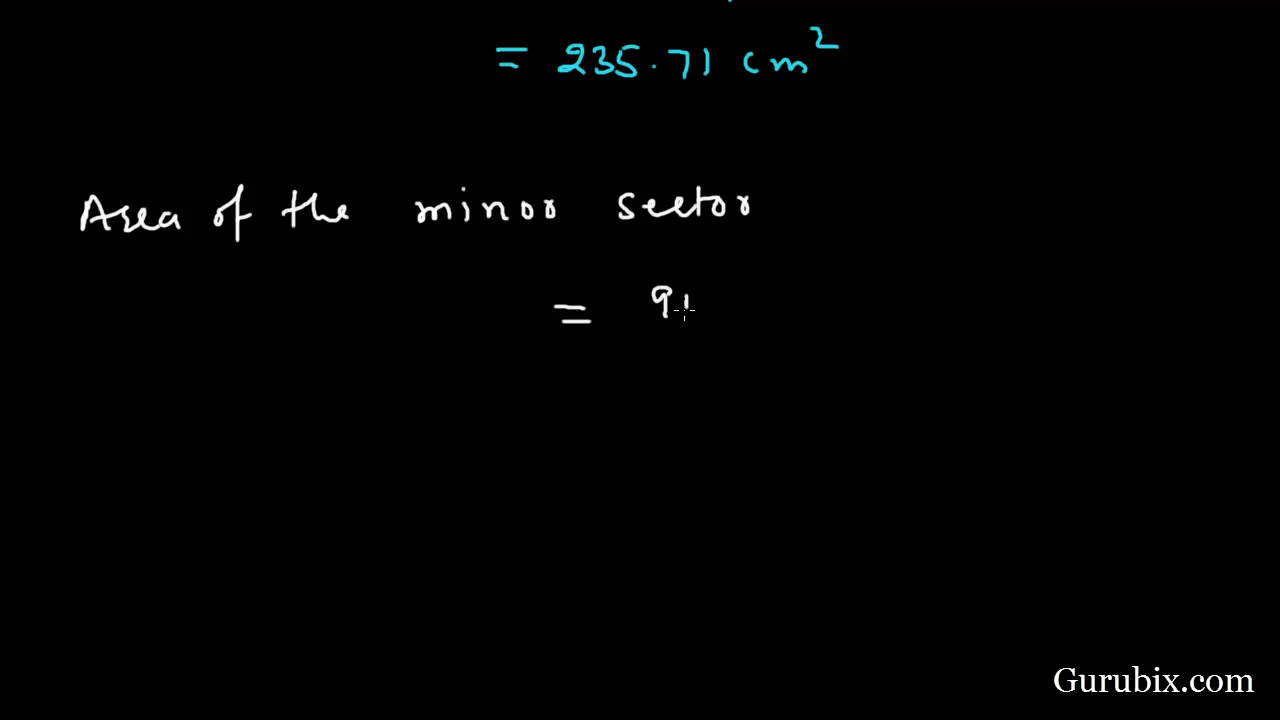 = 235.71 cm²
Area of the minor sector
= 9
Gurubix.com